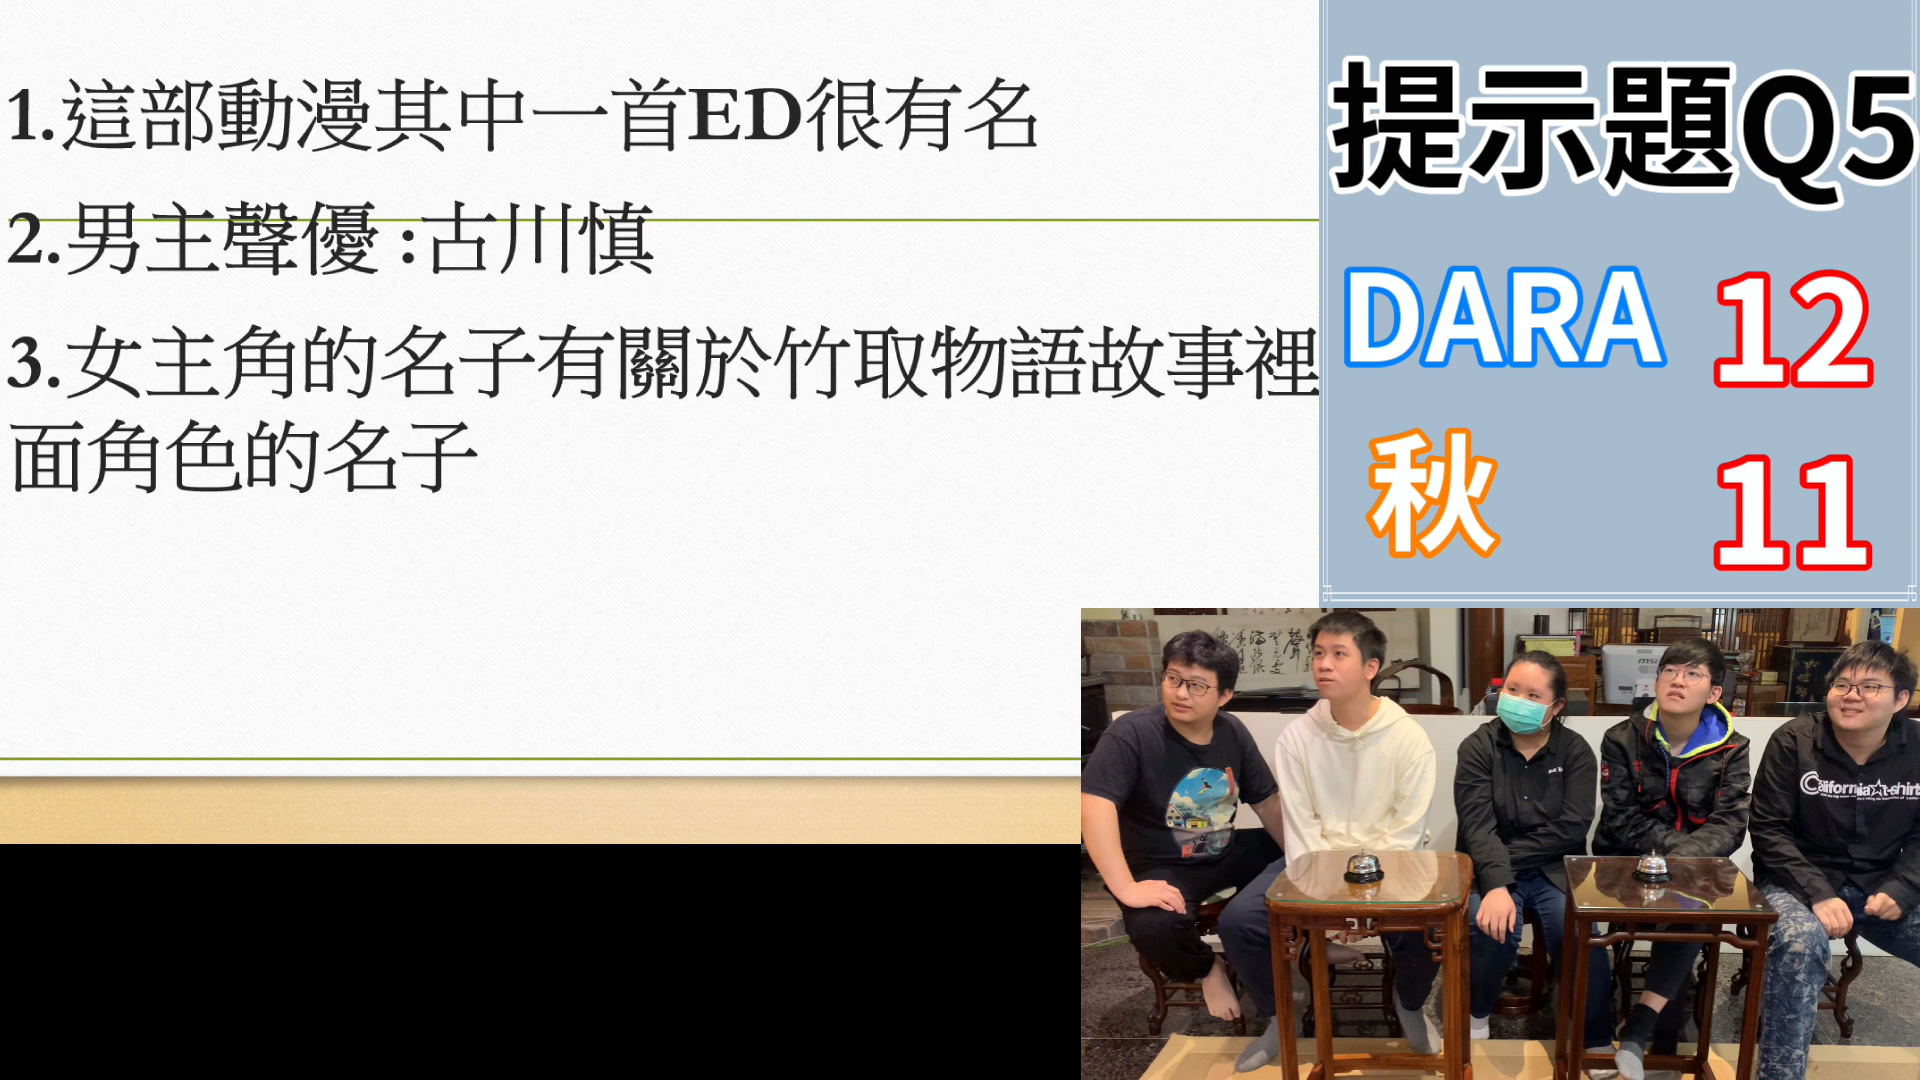 1.這部動漫其中一首ED很有名
2.男主聲優 :古川慎
3.女主角的名子有關於竹取物語故事裡
面角色的名子
提示題Q5
DARA 12
秋 11
msi
California☆t-shirt